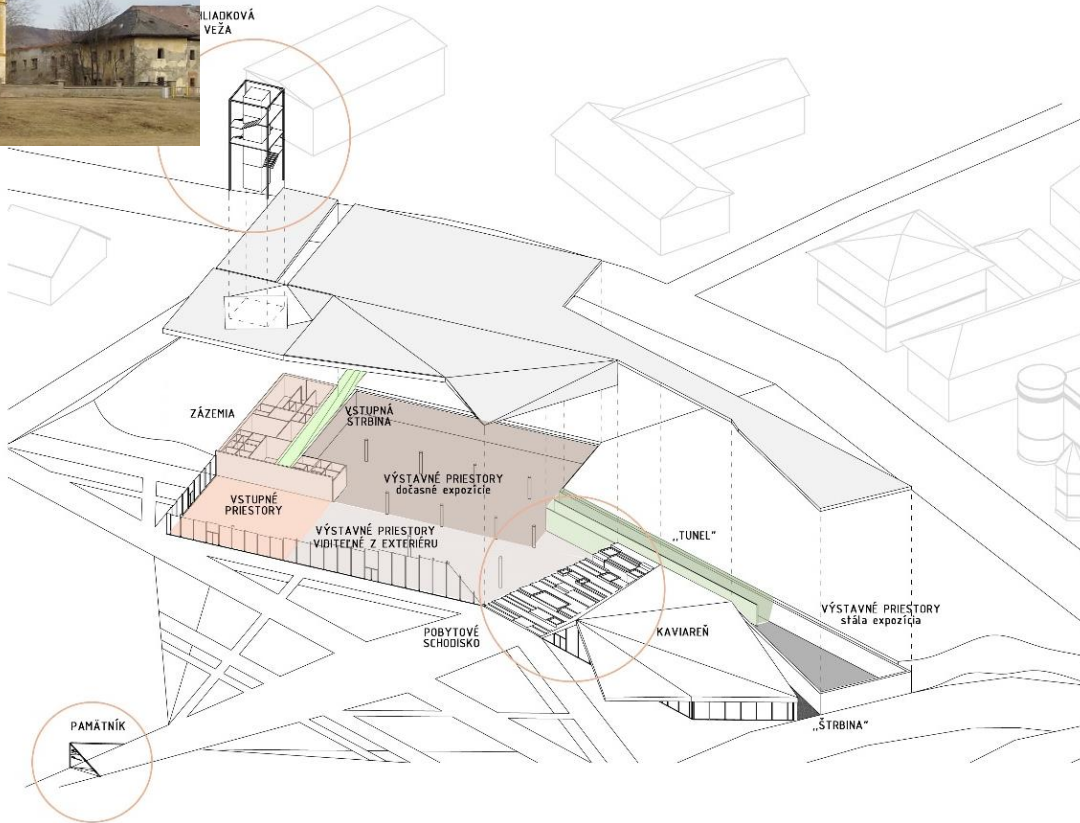 VEŽA
ZÁZEMIA
VSTUPNÁ
ŠTRBINA
VÝSTAVNÉ PRIESTORY
dočasné expozície
VSTUPNÉ
PRIESTORY
VÝSTAVNÉ PRIESTORY
VIDITEĽNÉ Z EXTERIÉRU
„TUNEL“
VÝSTAVNÉ PRIESTORY
stála expozícia
POBYTOVÉ
SCHODISKO
KAVIAREŇ
„ŠTRBINA“
PAMÄTNÍK